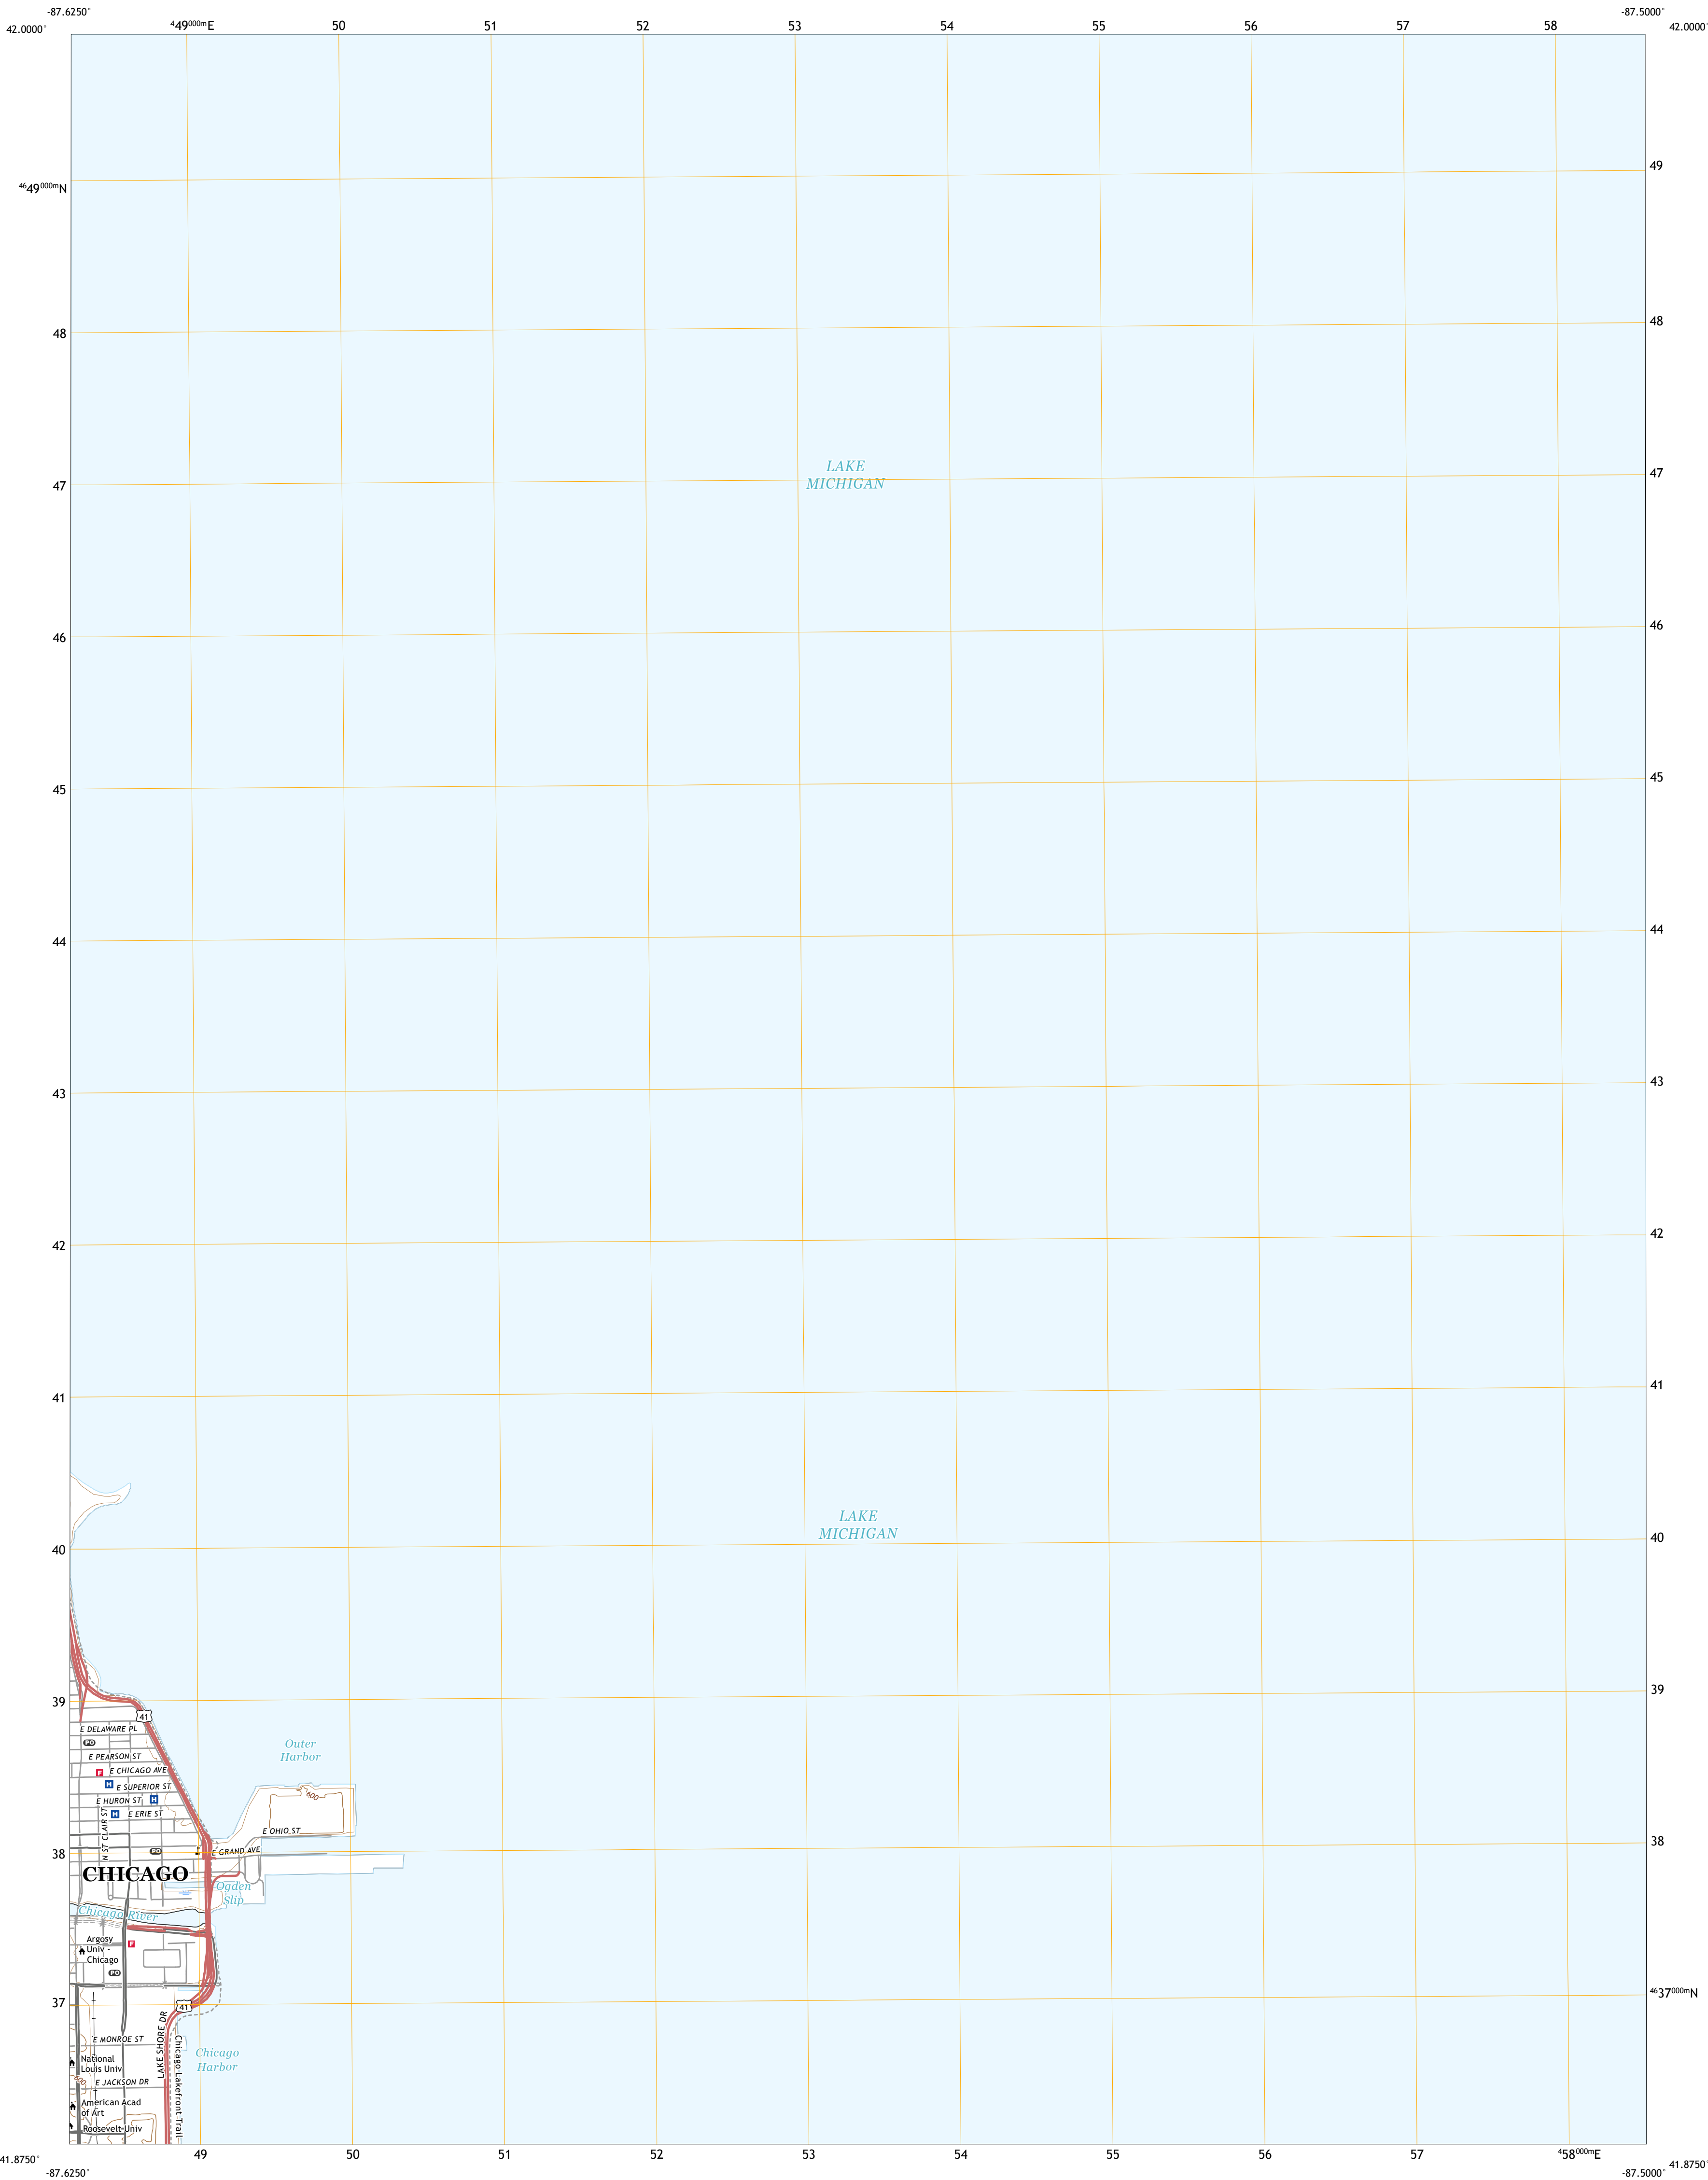 -87.6250° -87.5000°
42.0000° ⁴49⁰⁰⁰ᵐE 50 51 52 53 54 55 56 57 58 42.0000°
49
⁴⁶49⁰⁰⁰ᵐN
48 48
LAKE
MICHIGAN
47 47
46 46
45 45
44 44
43 43
42 42
41 41
LAKE
MICHIGAN
40 40
39 39
41
E DELAWARE PL
PO
Outer
Harbor
E PEARSON ST
F E CHICAGO AVE
H E SUPERIOR ST
600
E HURON ST H
H E ERIE ST
N ST CLAIR ST
E OHIO ST
PO E GRAND AVE
38 38
CHICAGO
Ogden
Slip
Chicago River
Argosy
Univ -
Chicago
F
PO
37 ⁴⁶37⁰⁰⁰ᵐN
41
LAKE SHORE DR
E MONROE ST
Chicago Lakefront Trail
Chicago
Harbor
National
Louis Univ
600
E JACKSON DR
American Acad
of Art
Roosevelt Univ
41.8750° 49 50 51 52 53 54 55 56 57 ⁴58⁰⁰⁰ᵐE 41.8750°
-87.6250° -87.5000°